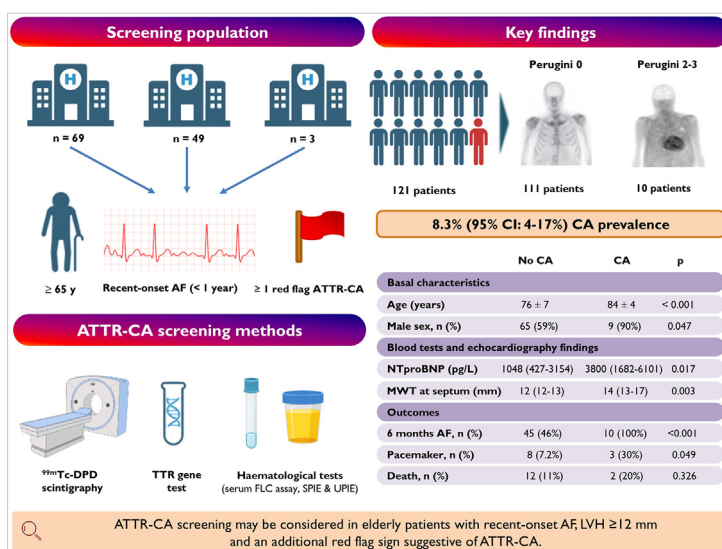 Screening population
H
H
H
n = 69
n = 49
n = 3
≥ 65 y
Recent-onset AF (< 1 year)
≥ 1 red flag ATTR-CA
ATTR-CA screening methods
⁹⁹ᵐTc-DPD
scintigraphy
TTR gene
test
Haematological tests
(serum FLC assay, SPIE & UPIE)
Key findings
Perugini 0
Perugini 2-3
121 patients
111 patients
10 patients
8.3% (95% CI: 4-17%) CA prevalence
No CA CA p
Basal characteristics
Age (years) 76 ± 7 84 ± 4 < 0.001
Male sex, n (%) 65 (59%) 9 (90%) 0.047
Blood tests and echocardiography findings
NTproBNP (pg/L) 1048 (427-3154) 3800 (1682-6101) 0.017
MWT at septum (mm) 12 (12-13) 14 (13-17) 0.003
Outcomes
6 months AF, n (%) 45 (46%) 10 (100%) <0.001
Pacemaker, n (%) 8 (7.2%) 3 (30%) 0.049
Death, n (%) 12 (11%) 2 (20%) 0.326
ATTR-CA screening may be considered in elderly patients with recent-onset AF, LVH ≥12 mm
and an additional red flag sign suggestive of ATTR-CA.